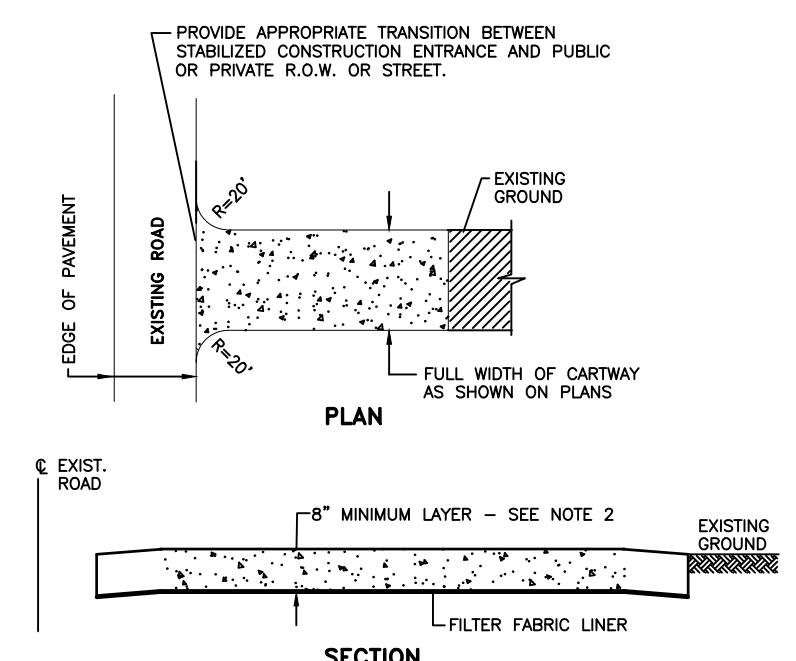 PROVIDE APPROPRIATE TRANSITION BETWEEN
STABILIZED CONSTRUCTION ENTRANCE AND PUBLIC
OR PRIVATE R.O.W. OR STREET.
EDGE OF PAVEMENT
EXISTING ROAD
R=20'
EXISTING
GROUND
R=20'
FULL WIDTH OF CARTWAY
AS SHOWN ON PLANS
PLAN
℄ EXIST.
ROAD
8" MINIMUM LAYER – SEE NOTE 2
EXISTING
GROUND
FILTER FABRIC LINER
SECTION